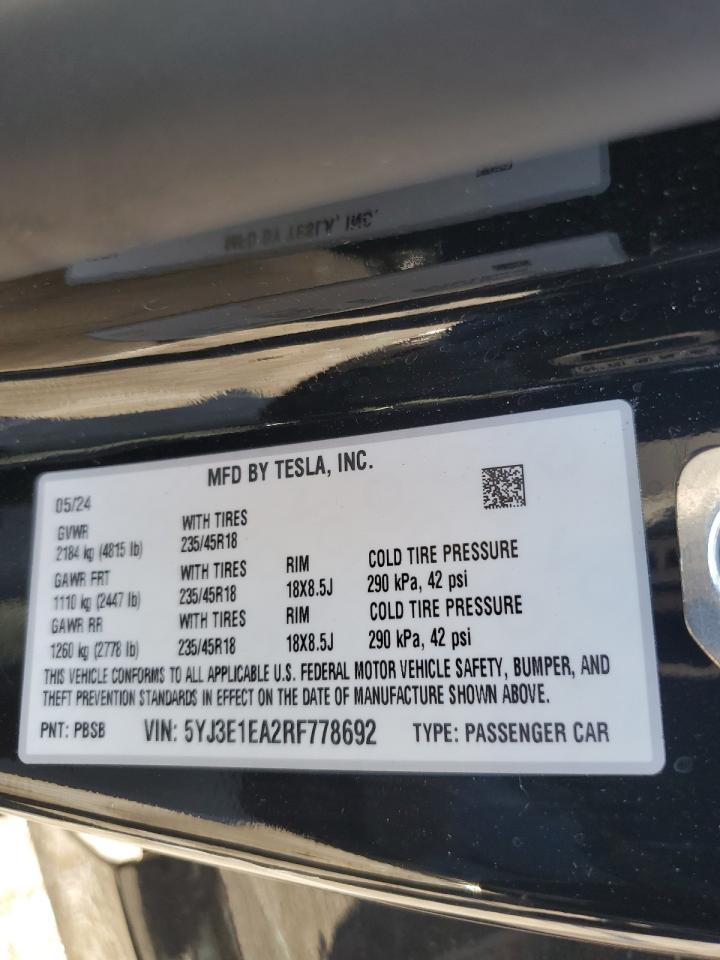 MFD BY TESLA, INC.
05/24
GVWR
2184 kg (4815 lb)
WITH TIRES
235/45R18
GAWR FRT
1110 kg (2447 lb)
WITH TIRES
235/45R18
RIM
18X8.5J
COLD TIRE PRESSURE
290 kPa, 42 psi
GAWR RR
1260 kg (2778 lb)
WITH TIRES
235/45R18
RIM
18X8.5J
COLD TIRE PRESSURE
290 kPa, 42 psi
THIS VEHICLE CONFORMS TO ALL APPLICABLE U.S. FEDERAL MOTOR VEHICLE SAFETY, BUMPER, AND
THEFT PREVENTION STANDARDS IN EFFECT ON THE DATE OF MANUFACTURE SHOWN ABOVE.
PNT: PBSB VIN: 5YJ3E1EA2RF778692 TYPE: PASSENGER CAR